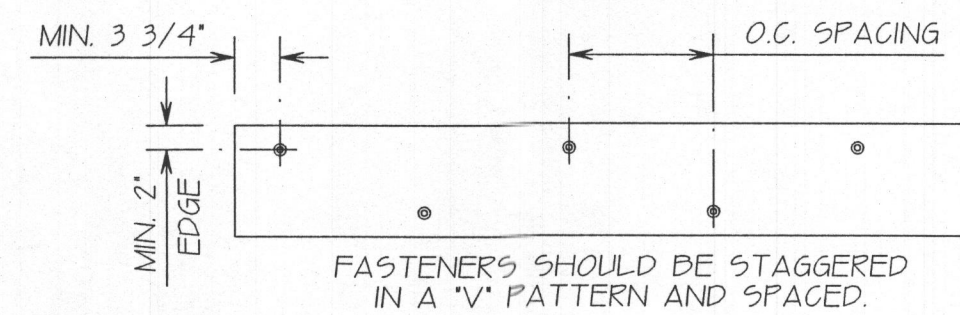 MIN. 3 3/4"
O.C. SPACING
MIN. 2"
EDGE
FASTENERS SHOULD BE STAGGERED
IN A "V" PATTERN AND SPACED.